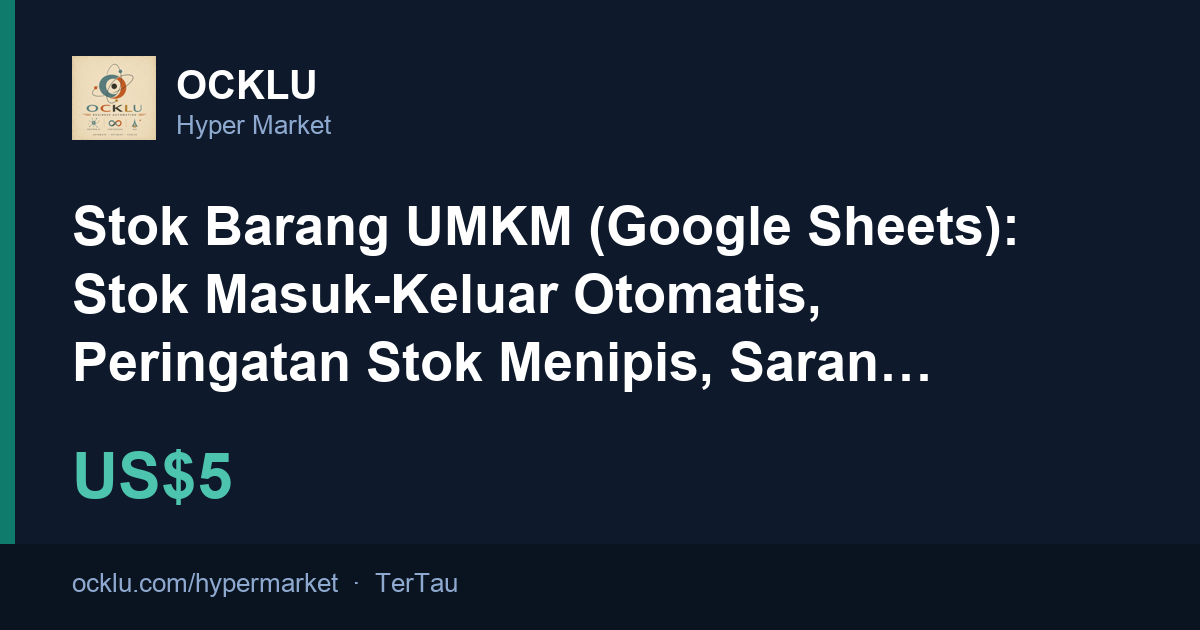 OCKLU
OCKLU
Hyper Market
Stok Barang UMKM (Google Sheets):
Stok Masuk-Keluar Otomatis,
Peringatan Stok Menipis, Saran…
US$5
ocklu.com/hypermarket · TerTau